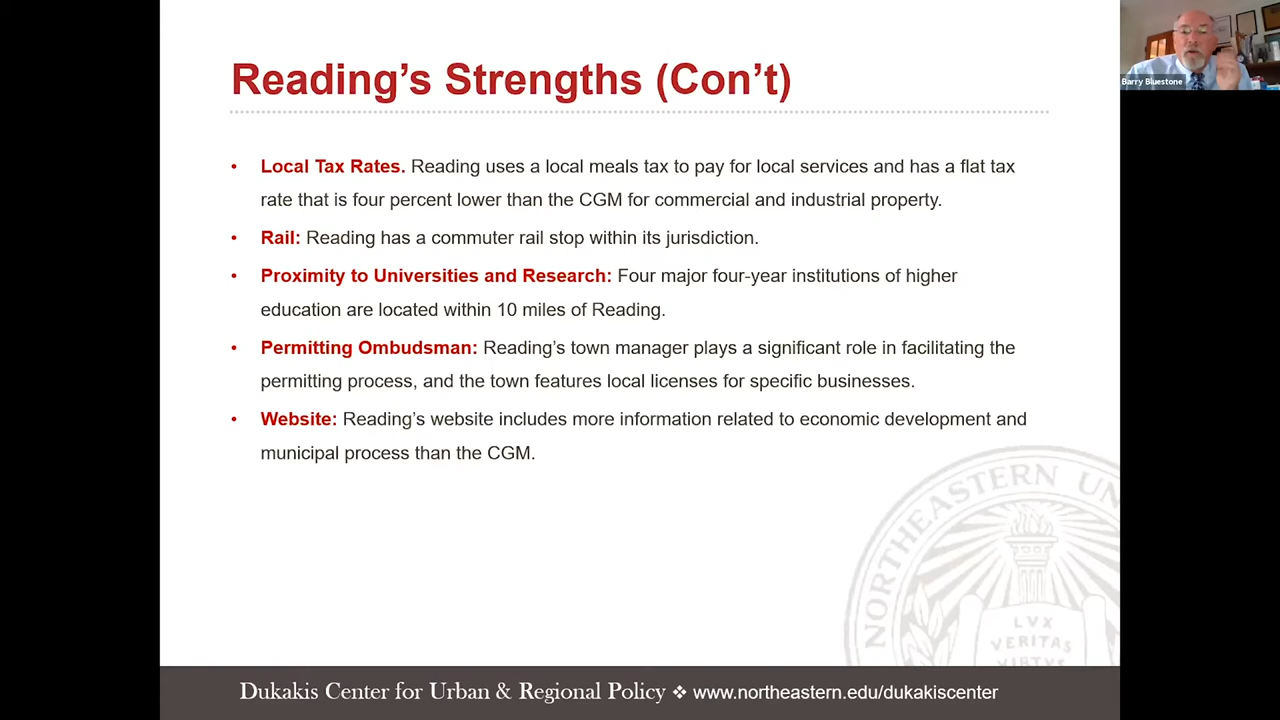 Reading’s Strengths (Con’t)
Barry Bluestone
• Local Tax Rates. Reading uses a local meals tax to pay for local services and has a flat tax
rate that is four percent lower than the CGM for commercial and industrial property.
• Rail: Reading has a commuter rail stop within its jurisdiction.
• Proximity to Universities and Research: Four major four-year institutions of higher
education are located within 10 miles of Reading.
• Permitting Ombudsman: Reading’s town manager plays a significant role in facilitating the
permitting process, and the town features local licenses for specific businesses.
• Website: Reading’s website includes more information related to economic development and
municipal process than the CGM.
NORTHEASTERN UN
LVX
VERITAS
VIRTVS
Dukakis Center for Urban & Regional Policy ❖ www.northeastern.edu/dukakiscenter